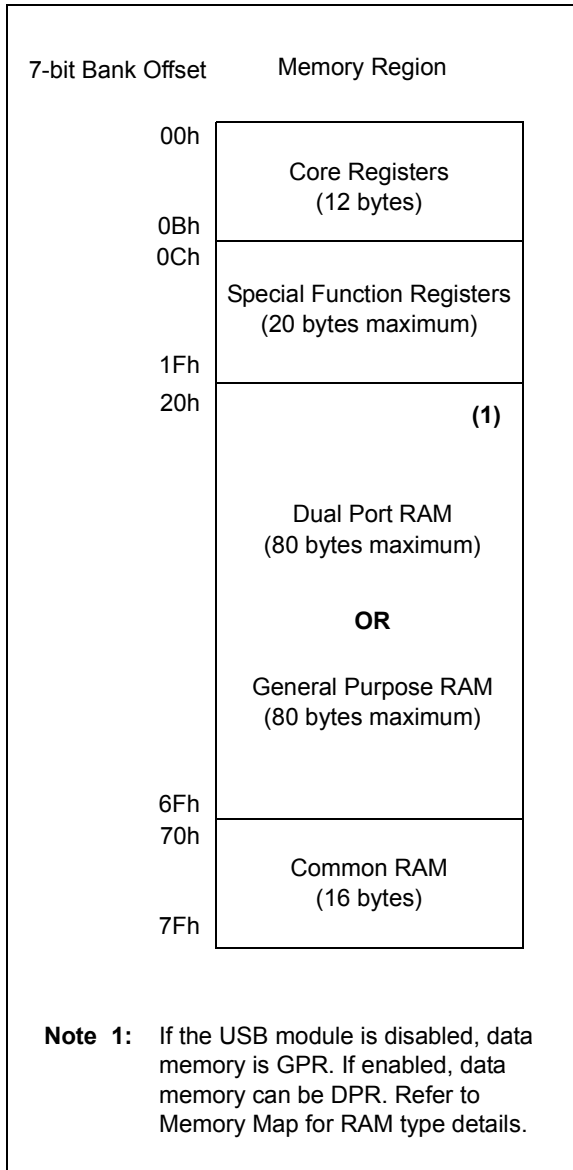 7-bit Bank Offset Memory Region
00h
Core Registers
(12 bytes)
0Bh
0Ch
Special Function Registers
(20 bytes maximum)
1Fh
20h
(1)
Dual Port RAM
(80 bytes maximum)
OR
General Purpose RAM
(80 bytes maximum)
6Fh
70h
Common RAM
(16 bytes)
7Fh
Note 1: If the USB module is disabled, data
memory is GPR. If enabled, data
memory can be DPR. Refer to
Memory Map for RAM type details.